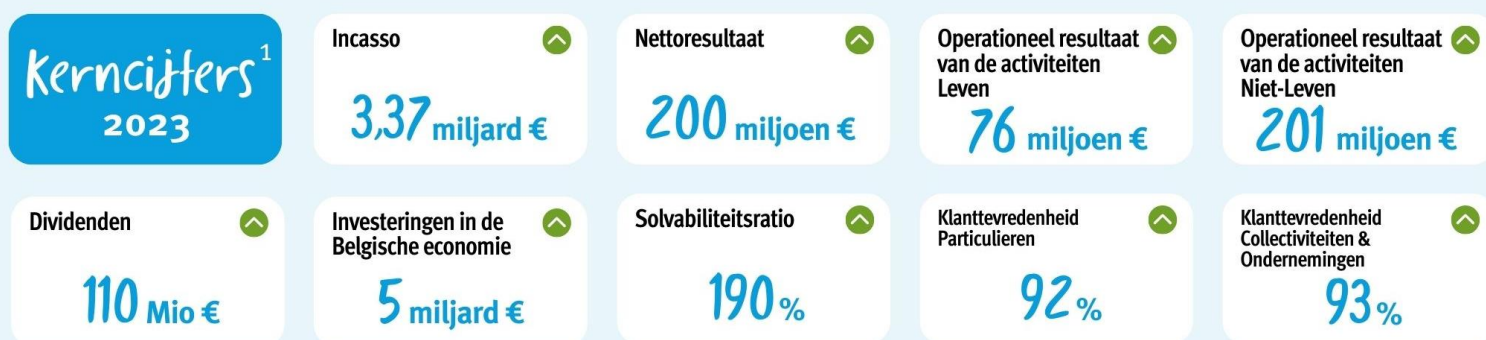 Kerncijfers¹
2023
Incasso
3,37 miljard €
Nettoresultaat
200 miljoen €
Operationeel resultaat
van de activiteiten
Leven
76 miljoen €
Operationeel resultaat
van de activiteiten
Niet-Leven
201 miljoen €
Dividenden
110 Mio €
Investeringen in de
Belgische economie
5 miljard €
Solvabiliteitsratio
190%
Klanttevredenheid
Particulieren
92%
Klanttevredenheid
Collectiviteiten &
Ondernemingen
93%